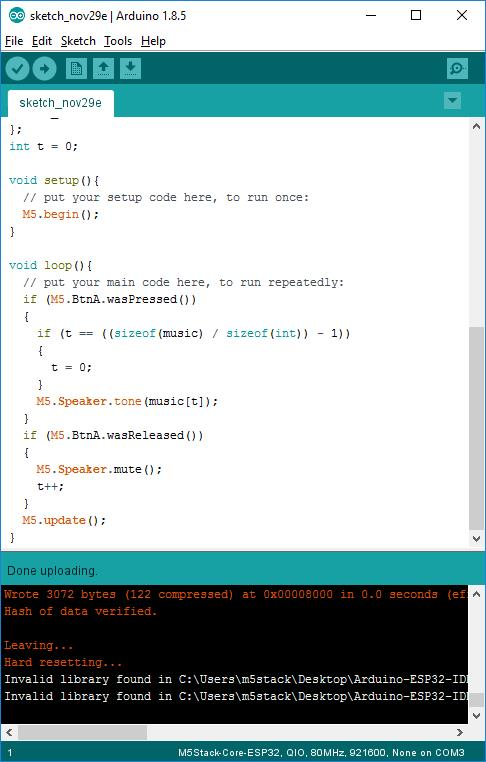 sketch_nov29e | Arduino 1.8.5
File Edit Sketch Tools Help
sketch_nov29e
};
int t = 0;
void setup(){
// put your setup code here, to run once:
M5.begin();
}
void loop(){
// put your main code here, to run repeatedly:
if (M5.BtnA.wasPressed())
{
if (t == ((sizeof(music) / sizeof(int)) - 1))
{
t = 0;
}
M5.Speaker.tone(music[t]);
}
if (M5.BtnA.wasReleased())
{
M5.Speaker.mute();
t++;
}
M5.update();
}
Done uploading.
Wrote 3072 bytes (122 compressed) at 0x00008000 in 0.0 seconds (ef
Hash of data verified.
Leaving...
Hard resetting...
Invalid library found in C:\Users\m5stack\Desktop\Arduino-ESP32-ID
Invalid library found in C:\Users\m5stack\Desktop\Arduino-ESP32-ID
1 M5Stack-Core-ESP32, QIO, 80MHz, 921600, None on COM3